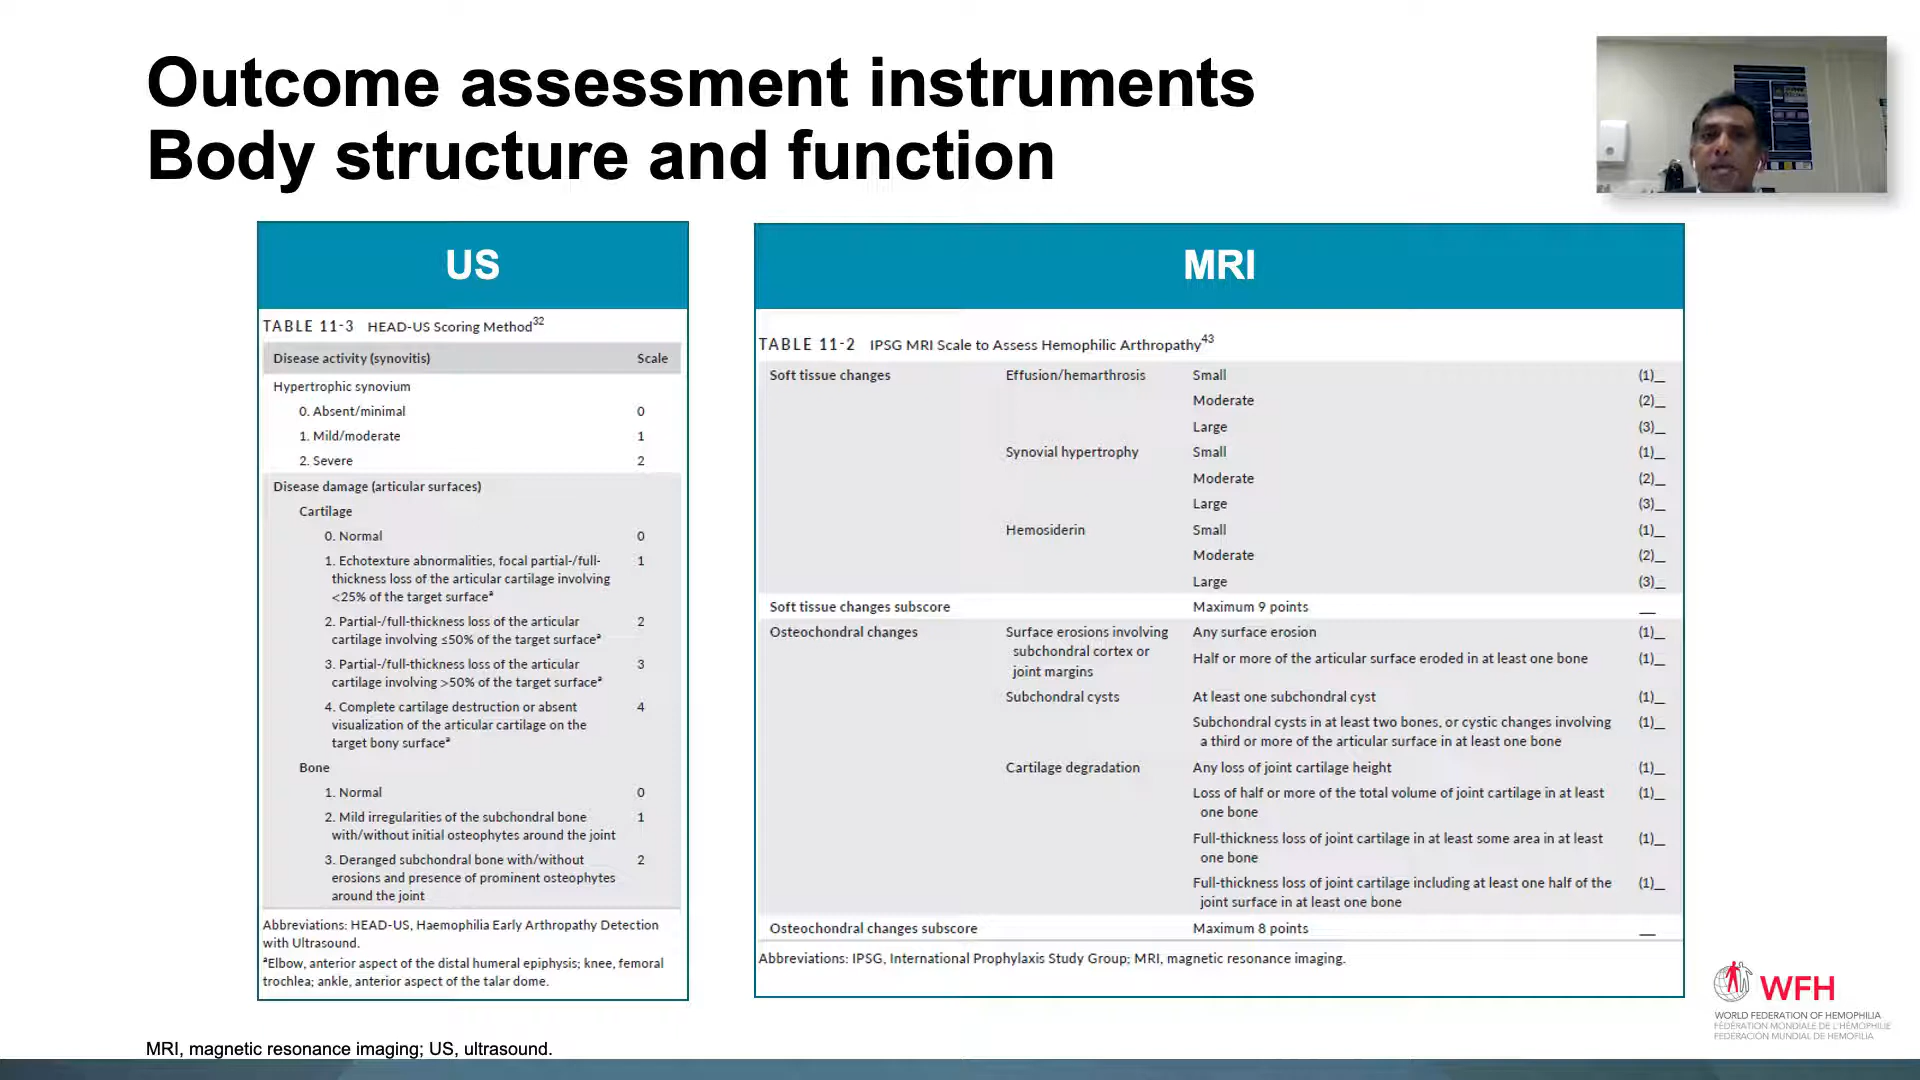 Outcome assessment instruments
Body structure and function
US
TABLE 11-3 HEAD-US Scoring Method32
Disease activity (synovitis) Scale
Hypertrophic synovium
0. Absent/minimal 0
1. Mild/moderate 1
2. Severe 2
Disease damage (articular surfaces)
Cartilage
0. Normal 0
1. Echotexture abnormalities, focal partial-/full- 1
thickness loss of the articular cartilage involving
<25% of the target surfaceª
2. Partial-/full-thickness loss of the articular 2
cartilage involving ≤50% of the target surfaceª
3. Partial-/full-thickness loss of the articular 3
cartilage involving >50% of the target surfaceª
4. Complete cartilage destruction or absent 4
visualization of the articular cartilage on the
target bony surfaceª
Bone
1. Normal 0
2. Mild irregularities of the subchondral bone 1
with/without initial osteophytes around the joint
3. Deranged subchondral bone with/without 2
erosions and presence of prominent osteophytes
around the joint
Abbreviations: HEAD-US, Haemophilia Early Arthropathy Detection
with Ultrasound.
ªElbow, anterior aspect of the distal humeral epiphysis; knee, femoral
trochlea; ankle, anterior aspect of the talar dome.
MRI
TABLE 11-2 IPSG MRI Scale to Assess Hemophilic Arthropathy43
Soft tissue changes Effusion/hemarthrosis Small (1)_
Moderate (2)_
Large (3)_
Synovial hypertrophy Small (1)_
Moderate (2)_
Large (3)_
Hemosiderin Small (1)_
Moderate (2)_
Large (3)_
Soft tissue changes subscore Maximum 9 points _
Osteochondral changes Surface erosions involving Any surface erosion (1)_
subchondral cortex or Half or more of the articular surface eroded in at least one bone (1)_
joint margins
Subchondral cysts At least one subchondral cyst (1)_
Subchondral cysts in at least two bones, or cystic changes involving (1)_
a third or more of the articular surface in at least one bone
Cartilage degradation Any loss of joint cartilage height (1)_
Loss of half or more of the total volume of joint cartilage in at least (1)_
one bone
Full-thickness loss of joint cartilage in at least some area in at least (1)_
one bone
Full-thickness loss of joint cartilage including at least one half of the (1)_
joint surface in at least one bone
Osteochondral changes subscore Maximum 8 points _
Abbreviations: IPSG, International Prophylaxis Study Group; MRI, magnetic resonance imaging.
WFH
WORLD FEDERATION OF HEMOPHILIA
FÉDÉRATION MONDIALE DE L'HÉMOPHILIE
FEDERACIÓN MUNDIAL DE HEMOFILIA
MRI, magnetic resonance imaging; US, ultrasound.